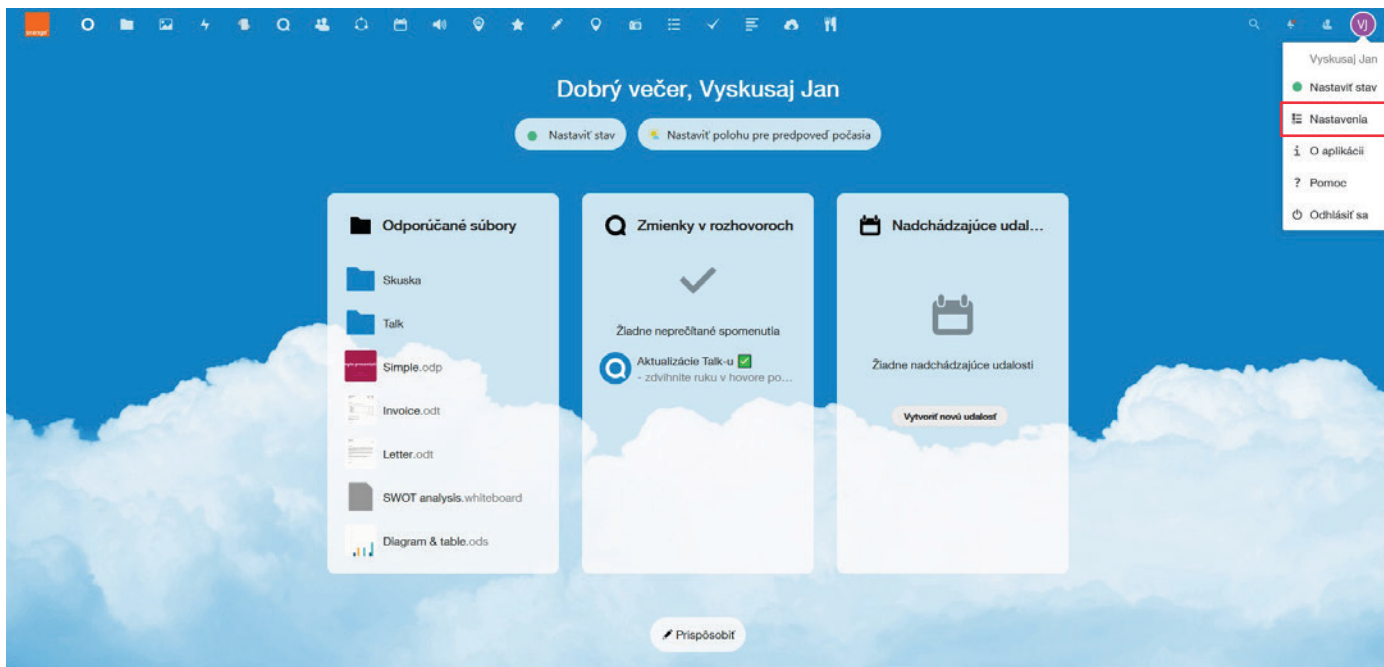 orange
VJ
Vyskusaj Jan
Nastaviť stav
Nastavenia
O aplikácii
Pomoc
Odhlásiť sa
Dobrý večer, Vyskusaj Jan
Nastaviť stav
Nastaviť polohu pre predpoveď počasia
Odporúčané súbory
Skuska
Talk
Simple.odp
Invoice.odt
Letter.odt
SWOT analysis.whiteboard
Diagram & table.ods
Zmienky v rozhovoroch
Žiadne neprečítané spomenutia
Aktualizácie Talk-u ✅
- zdvihnite ruku v hovore po...
Nadchádzajúce udal...
Žiadne nadchádzajúce udalosti
Vytvoriť novú udalosť
Prispôsobiť